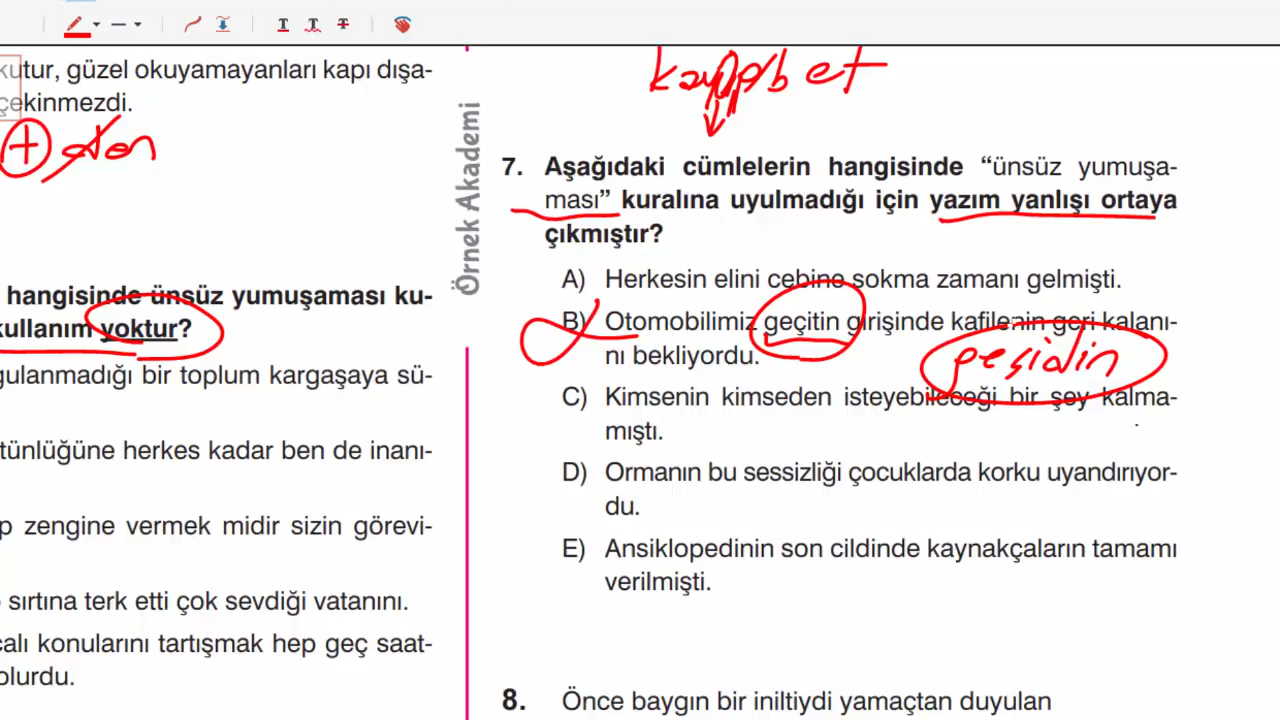 kutur, güzel okuyamayanları kapı dışa-
çekinmezdi.
hangisinde ünsüz yumuşaması ku-
kullanım yoktur?
gulanmadığı bir toplum kargaşaya sü-
tünlüğüne herkes kadar ben de inanı-
p zengine vermek midir sizin görevi-
sırtına terk etti çok sevdiği vatanını.
calı konularını tartışmak hep geç saat-
olurdu.
Örnek Akademi
et
7. Aşağıdaki cümlelerin hangisinde “ünsüz yumuşa-
ması” kuralına uyulmadığı için yazım yanlışı ortaya
çıkmıştır?
A) Herkesin elini cebine sokma zamanı gelmişti.
B) Otomobilimiz geçitin girişinde kafilenin geri kalanı-
nı bekliyordu.
geçidin
C) Kimsenin kimseden isteyebileceği bir şey kalma-
mıştı.
D) Ormanın bu sessizliği çocuklarda korku uyandırıyor-
du.
E) Ansiklopedinin son cildinde kaynakçaların tamamı
verilmişti.
8. Önce baygın bir iniltiydi yamaçtan duyulan